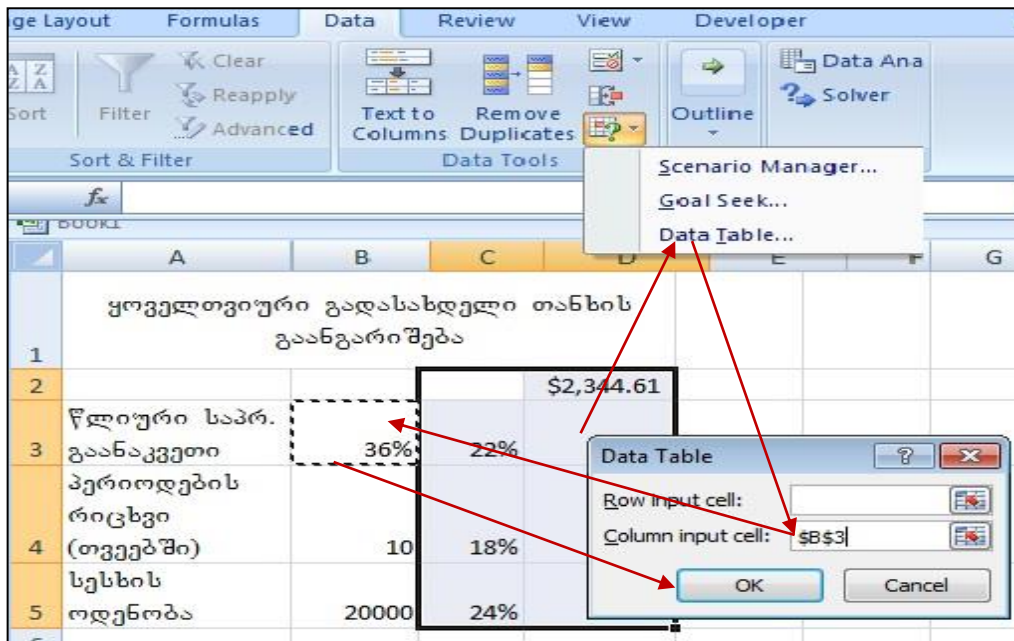 ge Layout Formulas Data Review View Developer
Clear
Reapply
Advanced
Sort Filter
Text to Columns
Remove Duplicates
Outline
Data Ana
Solver
Sort & Filter Data Tools
Scenario Manager...
Goal Seek...
Data Table...
fx
Book1
A B C D E F G
1 ყოველთვიური გადასახდელი თანხის
გაანგარიშება
2 $2,344.61
წლიური საპრ.
3 განაკვეთი 36% 22%
პერიოდების
რიცხვი
4 (თვეებში) 10 18%
სესხის
5 ოდენობა 20000 24%
Data Table
Row input cell:
Column input cell: $B$3
OK Cancel